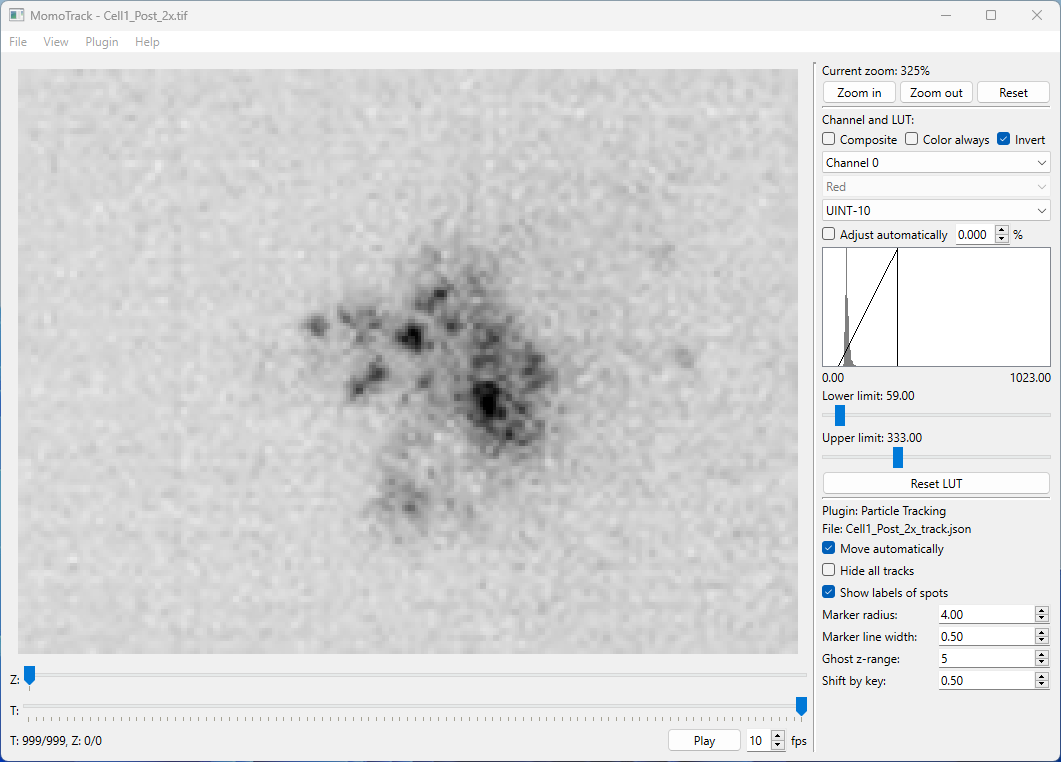 MomoTrack - Cell1_Post_2x.tif
File View Plugin Help
Current zoom: 325%
Zoom in Zoom out Reset
Channel and LUT:
Composite Color always Invert
Channel 0
Red
UINT-10
Adjust automatically 0.000 %
0.00 1023.00
Lower limit: 59.00
Upper limit: 333.00
Reset LUT
Plugin: Particle Tracking
File: Cell1_Post_2x_track.json
Move automatically
Hide all tracks
Show labels of spots
Marker radius: 4.00
Marker line width: 0.50
Ghost z-range: 5
Shift by key: 0.50
Z:
T:
T: 999/999, Z: 0/0
Play 10 fps